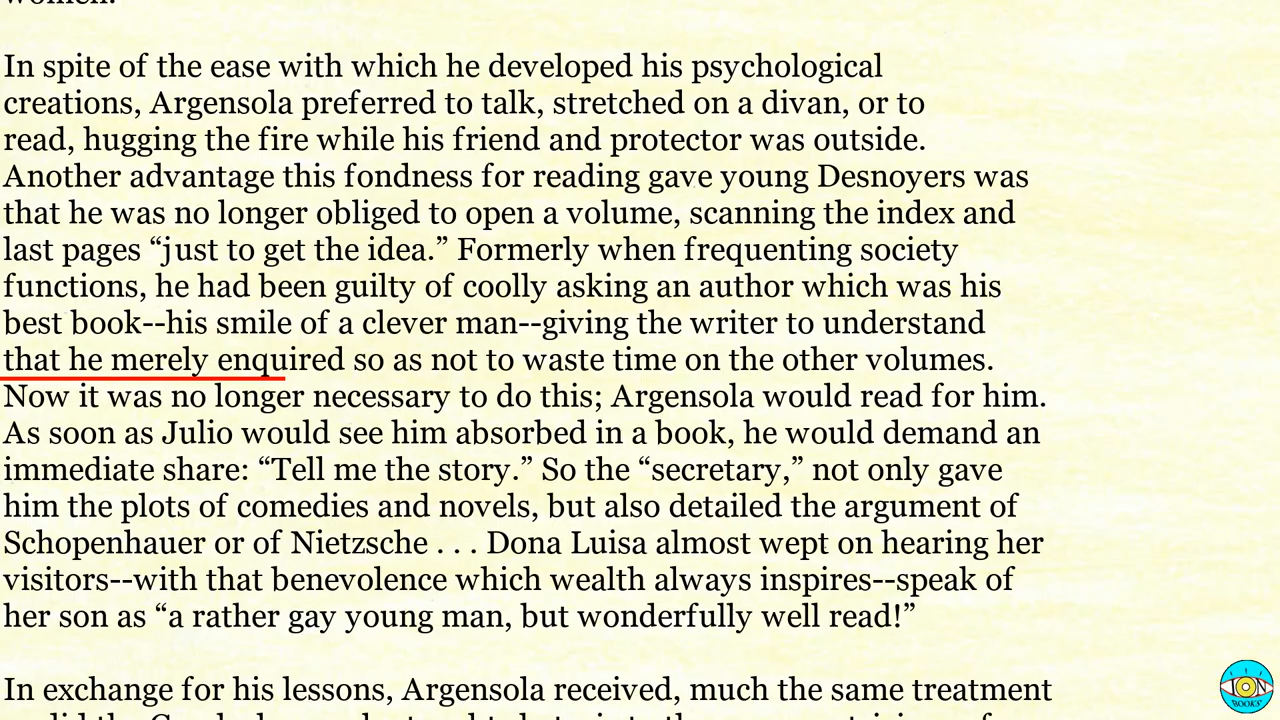 women.
In spite of the ease with which he developed his psychological
creations, Argensola preferred to talk, stretched on a divan, or to
read, hugging the fire while his friend and protector was outside.
Another advantage this fondness for reading gave young Desnoyers was
that he was no longer obliged to open a volume, scanning the index and
last pages “just to get the idea.” Formerly when frequenting society
functions, he had been guilty of coolly asking an author which was his
best book--his smile of a clever man--giving the writer to understand
that he merely enquired so as not to waste time on the other volumes.
Now it was no longer necessary to do this; Argensola would read for him.
As soon as Julio would see him absorbed in a book, he would demand an
immediate share: “Tell me the story.” So the “secretary,” not only gave
him the plots of comedies and novels, but also detailed the argument of
Schopenhauer or of Nietzsche . . . Dona Luisa almost wept on hearing her
visitors--with that benevolence which wealth always inspires--speak of
her son as “a rather gay young man, but wonderfully well read!”
In exchange for his lessons, Argensola received, much the same treatment
ION
BOOKS